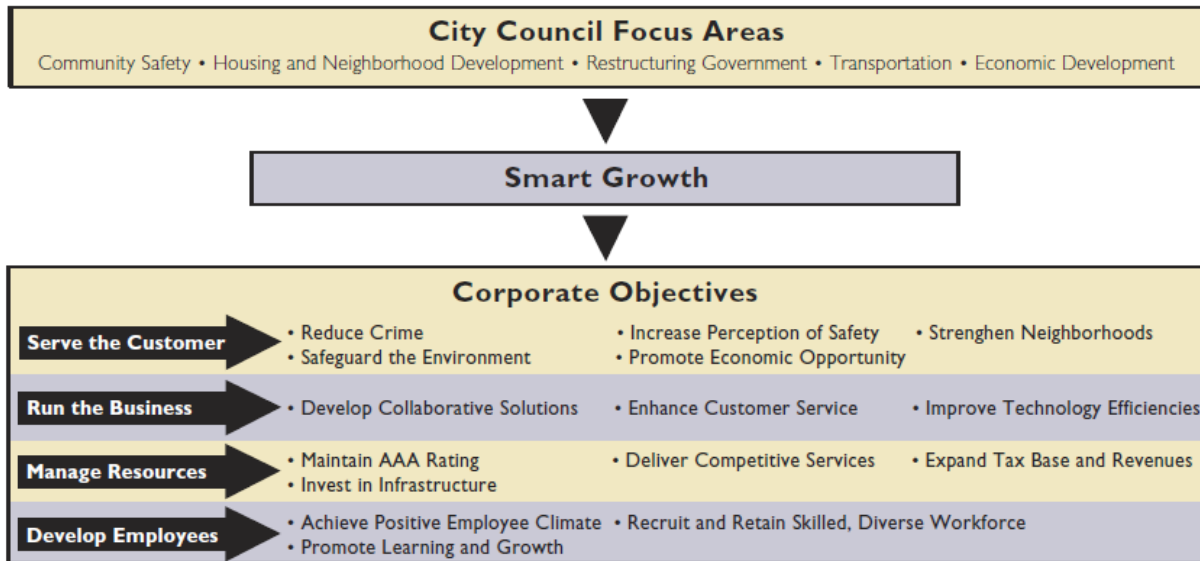 City Council Focus Areas
Community Safety • Housing and Neighborhood Development • Restructuring Government • Transportation • Economic Development
Smart Growth
Corporate Objectives
Serve the Customer
• Reduce Crime
• Increase Perception of Safety
• Strenghen Neighborhoods
• Safeguard the Environment
• Promote Economic Opportunity
Run the Business
• Develop Collaborative Solutions
• Enhance Customer Service
• Improve Technology Efficiencies
Manage Resources
• Maintain AAA Rating
• Deliver Competitive Services
• Expand Tax Base and Revenues
• Invest in Infrastructure
Develop Employees
• Achieve Positive Employee Climate
• Recruit and Retain Skilled, Diverse Workforce
• Promote Learning and Growth